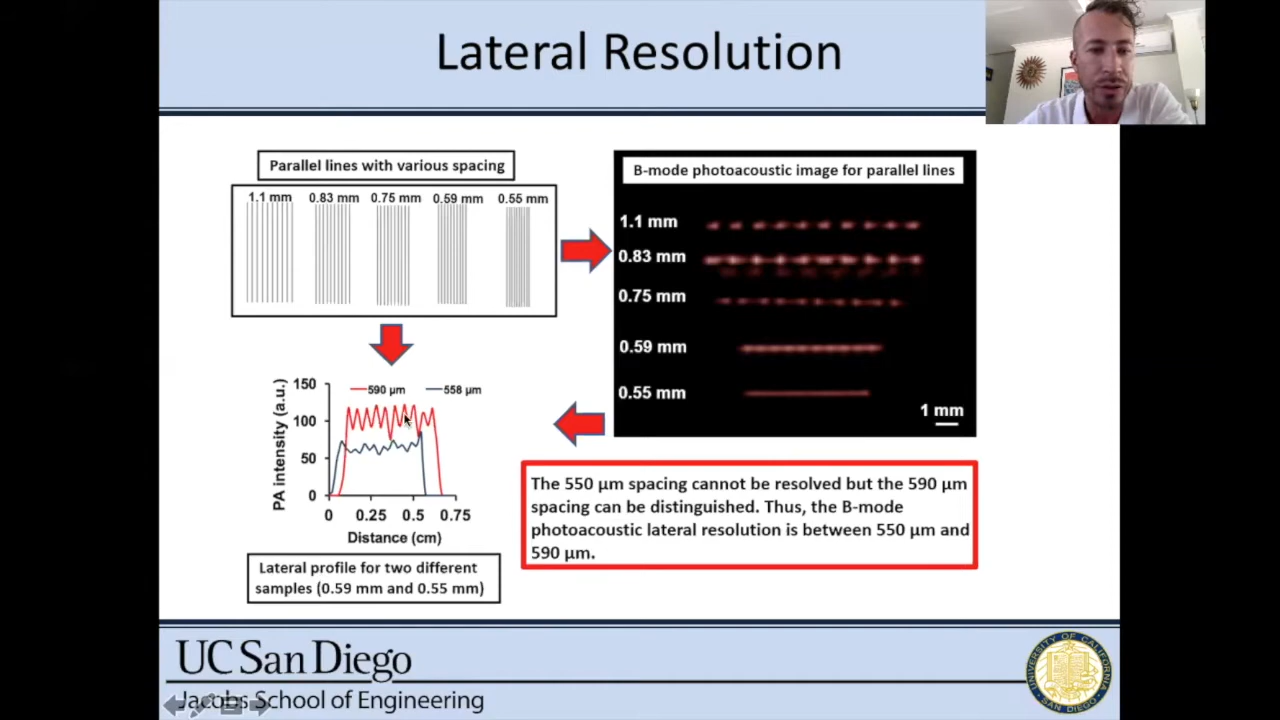 Lateral Resolution
Parallel lines with various spacing
1.1 mm 0.83 mm 0.75 mm 0.59 mm 0.55 mm
B-mode photoacoustic image for parallel lines
1.1 mm
0.83 mm
0.75 mm
0.59 mm
0.55 mm
1 mm
PA intensity (a.u.)
150
100
50
0
590 µm 558 µm
0 0.25 0.5 0.75
Distance (cm)
Lateral profile for two different
samples (0.59 mm and 0.55 mm)
The 550 µm spacing cannot be resolved but the 590 µm
spacing can be distinguished. Thus, the B-mode
photoacoustic lateral resolution is between 550 µm and
590 µm.
UC San Diego
Jacobs School of Engineering
UNIVERSITY OF CALIFORNIA
SAN DIEGO